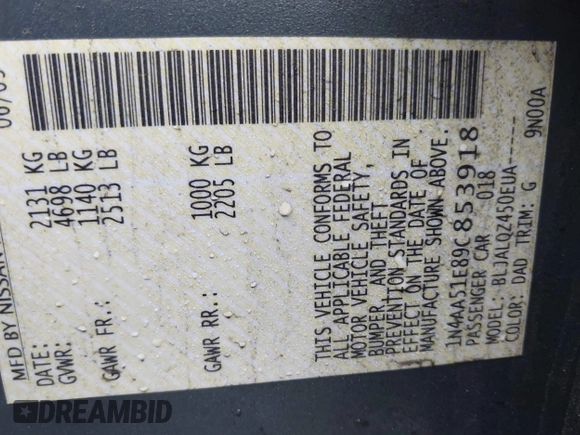 MFD BY NISSAN
DATE: 06/09
GVWR: 2131 KG
4698 LB
GAWR FR.: 1140 KG
2513 LB
GAWR RR.: 1000 KG
2205 LB
THIS VEHICLE CONFORMS TO
ALL APPLICABLE FEDERAL
MOTOR VEHICLE SAFETY,
BUMPER, AND THEFT
PREVENTION STANDARDS IN
EFFECT ON THE DATE OF
MANUFACTURE SHOWN ABOVE.
1N4AA51E89C853918
PASSENGER CAR 018
MODEL: BLJALQZ450EUA-----
COLOR: DAD TRIM: G 9N00A
DREAMBID